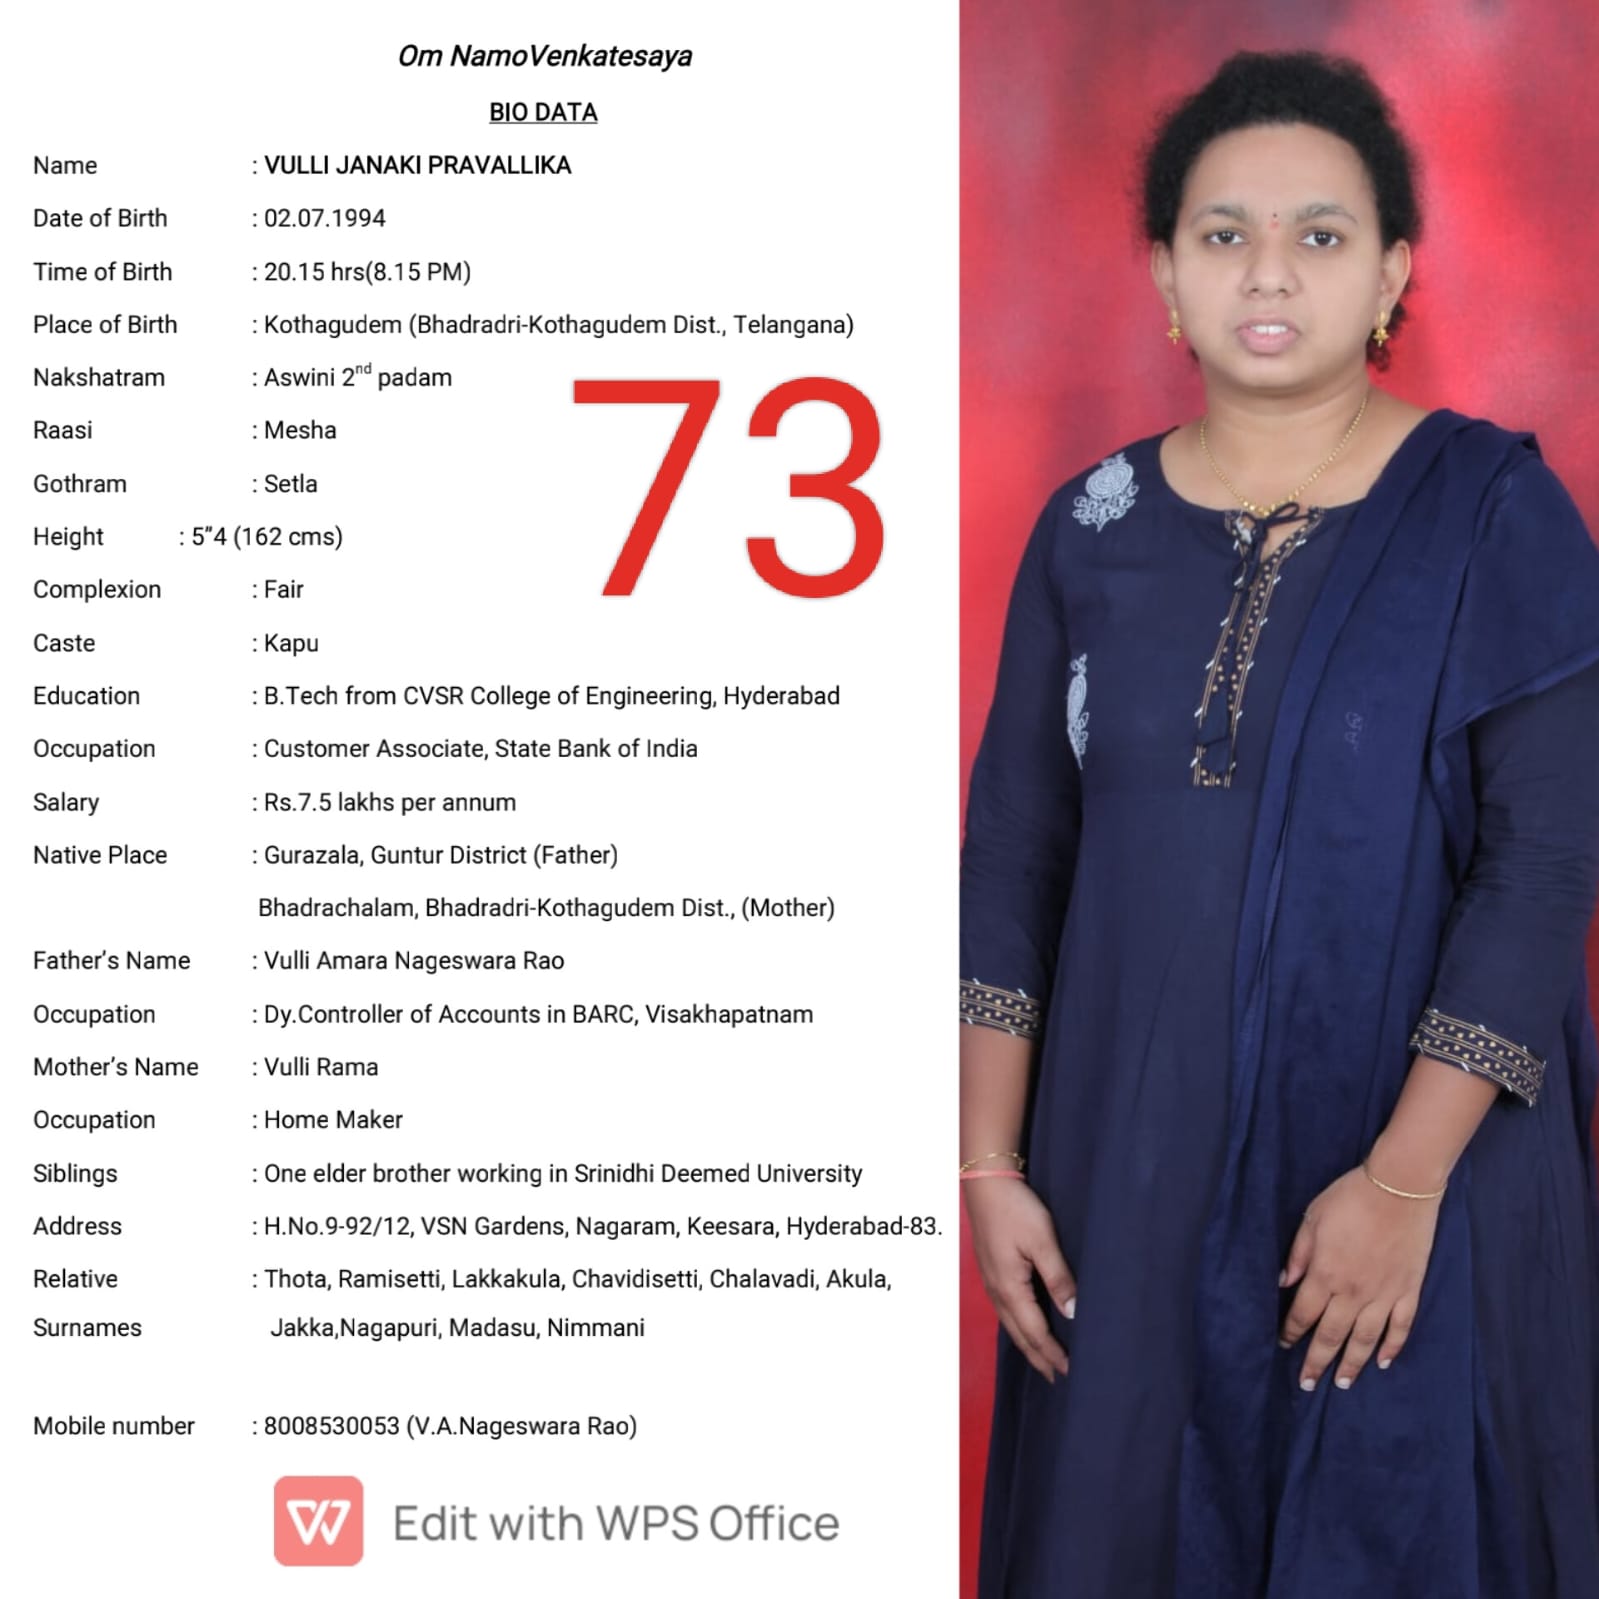 Om NamoVenkatesaya
BIO DATA
Name : VULLI JANAKI PRAVALLIKA
Date of Birth : 02.07.1994
Time of Birth : 20.15 hrs(8.15 PM)
Place of Birth : Kothagudem (Bhadradri-Kothagudem Dist., Telangana)
Nakshatram : Aswini 2nd padam
73
Raasi : Mesha
Gothram : Setla
Height : 5”4 (162 cms)
Complexion : Fair
Caste : Kapu
Education : B.Tech from CVSR College of Engineering, Hyderabad
Occupation : Customer Associate, State Bank of India
Salary : Rs.7.5 lakhs per annum
Native Place : Gurazala, Guntur District (Father)
Bhadrachalam, Bhadradri-Kothagudem Dist., (Mother)
Father’s Name : Vulli Amara Nageswara Rao
Occupation : Dy.Controller of Accounts in BARC, Visakhapatnam
Mother’s Name : Vulli Rama
Occupation : Home Maker
Siblings : One elder brother working in Srinidhi Deemed University
Address : H.No.9-92/12, VSN Gardens, Nagaram, Keesara, Hyderabad-83.
Relative : Thota, Ramisetti, Lakkakula, Chavidisetti, Chalavadi, Akula,
Surnames Jakka,Nagapuri, Madasu, Nimmani
Mobile number : 8008530053 (V.A.Nageswara Rao)
Edit with WPS Office